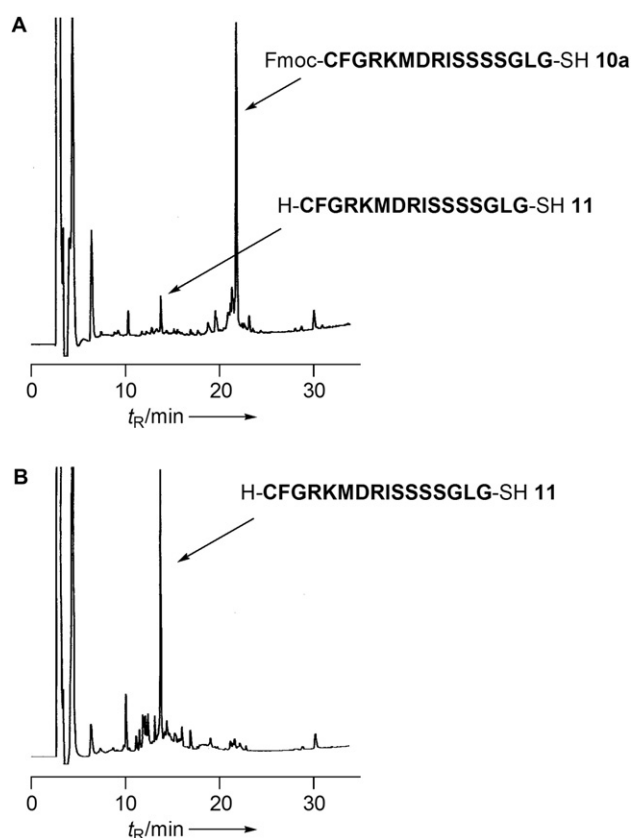 A
Fmoc-CFGRKMDRISSSSGLG-SH 10a
H-CFGRKMDRISSSSGLG-SH 11
0 10 20 30
tR/min
B
H-CFGRKMDRISSSSGLG-SH 11
0 10 20 30
tR/min